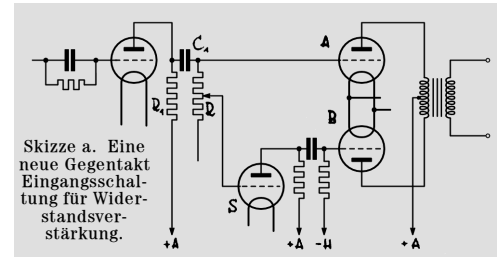 C₁
A
R₁
R
B
S
Skizze a. Eine
neue Gegentakt
Eingangsschal-
tung für Wider-
standsver-
stärkung.
+A
+A
-H
+A